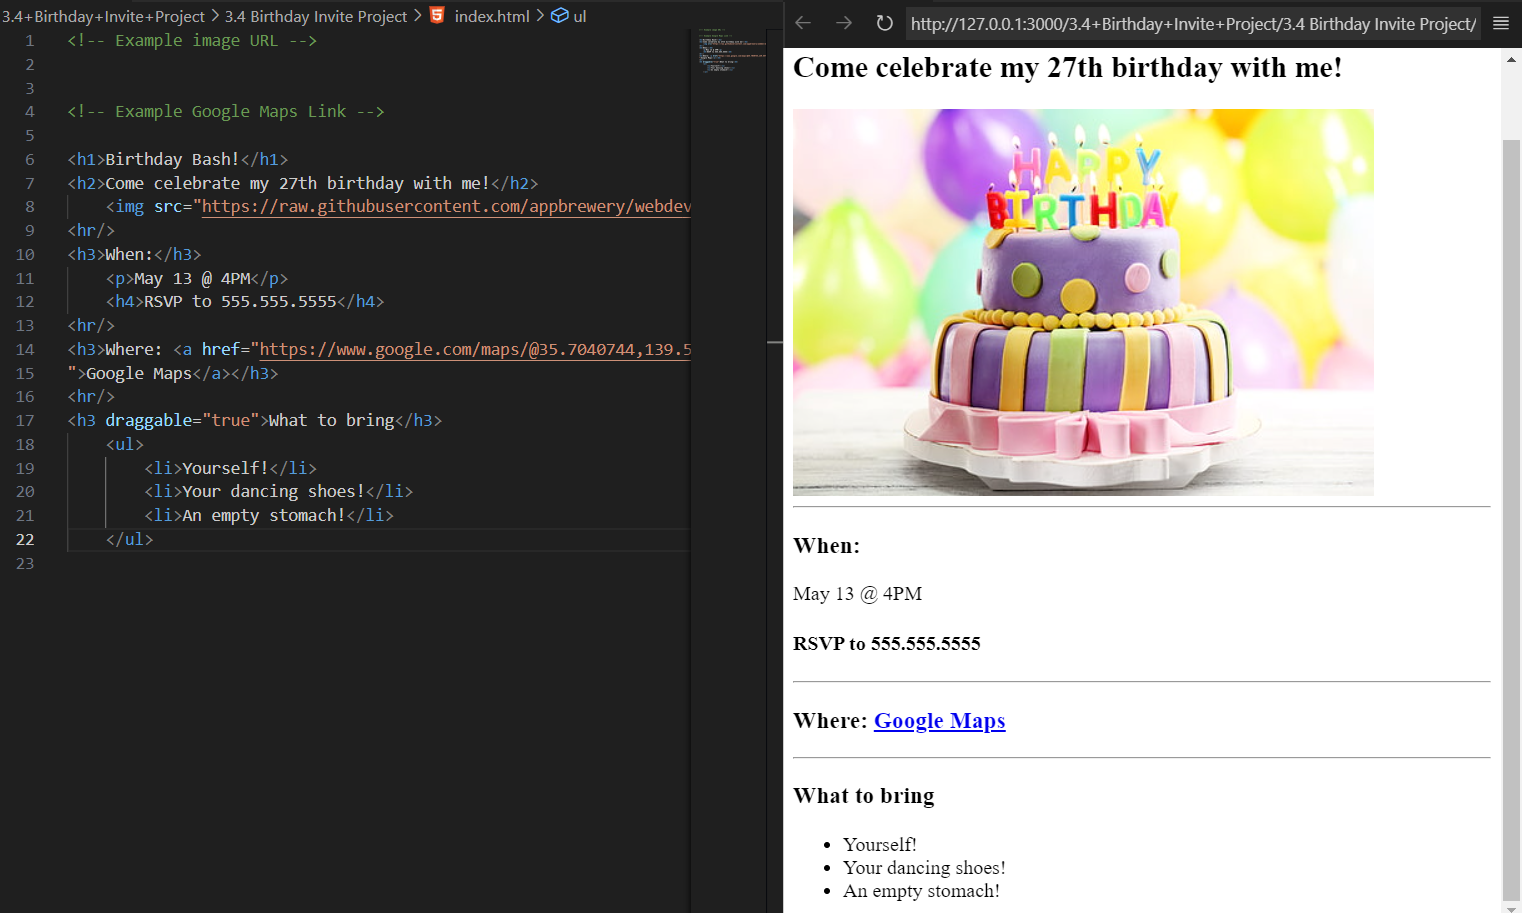 3.4+Birthday+Invite+Project > 3.4 Birthday Invite Project > index.html > ul
1 <!-- Example image URL -->
2
3
4 <!-- Example Google Maps Link -->
5
6 <h1>Birthday Bash!</h1>
7 <h2>Come celebrate my 27th birthday with me!</h2>
8 <img src="https://raw.githubusercontent.com/appbrewery/webdev
9 <hr/>
10 <h3>When:</h3>
11 <p>May 13 @ 4PM</p>
12 <h4>RSVP to 555.555.5555</h4>
13 <hr/>
14 <h3>Where: <a href="https://www.google.com/maps/@35.7040744,139.5
15 ">Google Maps</a></h3>
16 <hr/>
17 <h3 draggable="true">What to bring</h3>
18 <ul>
19 <li>Yourself!</li>
20 <li>Your dancing shoes!</li>
21 <li>An empty stomach!</li>
22 </ul>
23
http://127.0.0.1:3000/3.4+Birthday+Invite+Project/3.4 Birthday Invite Project/
Come celebrate my 27th birthday with me!
HAPPY
BIRTHDAY
When:
May 13 @ 4PM
RSVP to 555.555.5555
Where: Google Maps
What to bring
• Yourself!
• Your dancing shoes!
• An empty stomach!